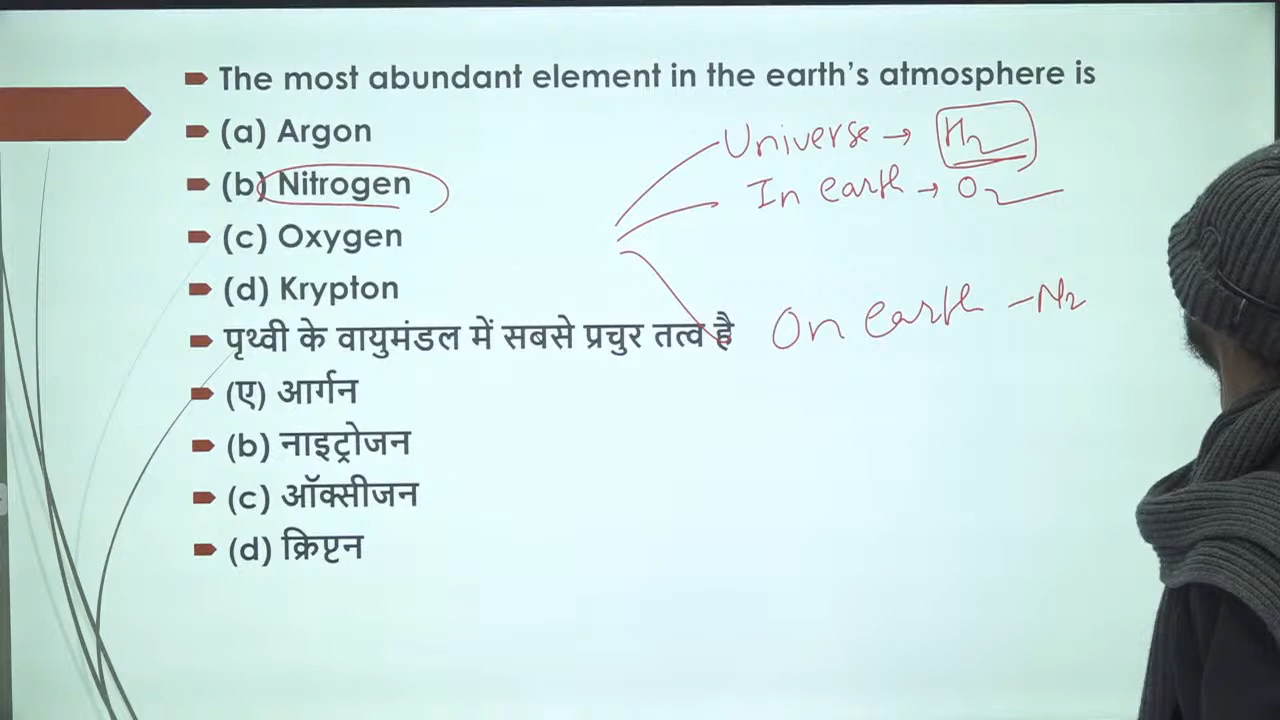 The most abundant element in the earth's atmosphere is
(a) Argon
(b) Nitrogen
(c) Oxygen
(d) Krypton
Universe → H2
In earth → O2
On earth - N2
पृथ्वी के वायुमंडल में सबसे प्रचुर तत्व है
(ए) आर्गन
(b) नाइट्रोजन
(c) ऑक्सीजन
(d) क्रिप्टन